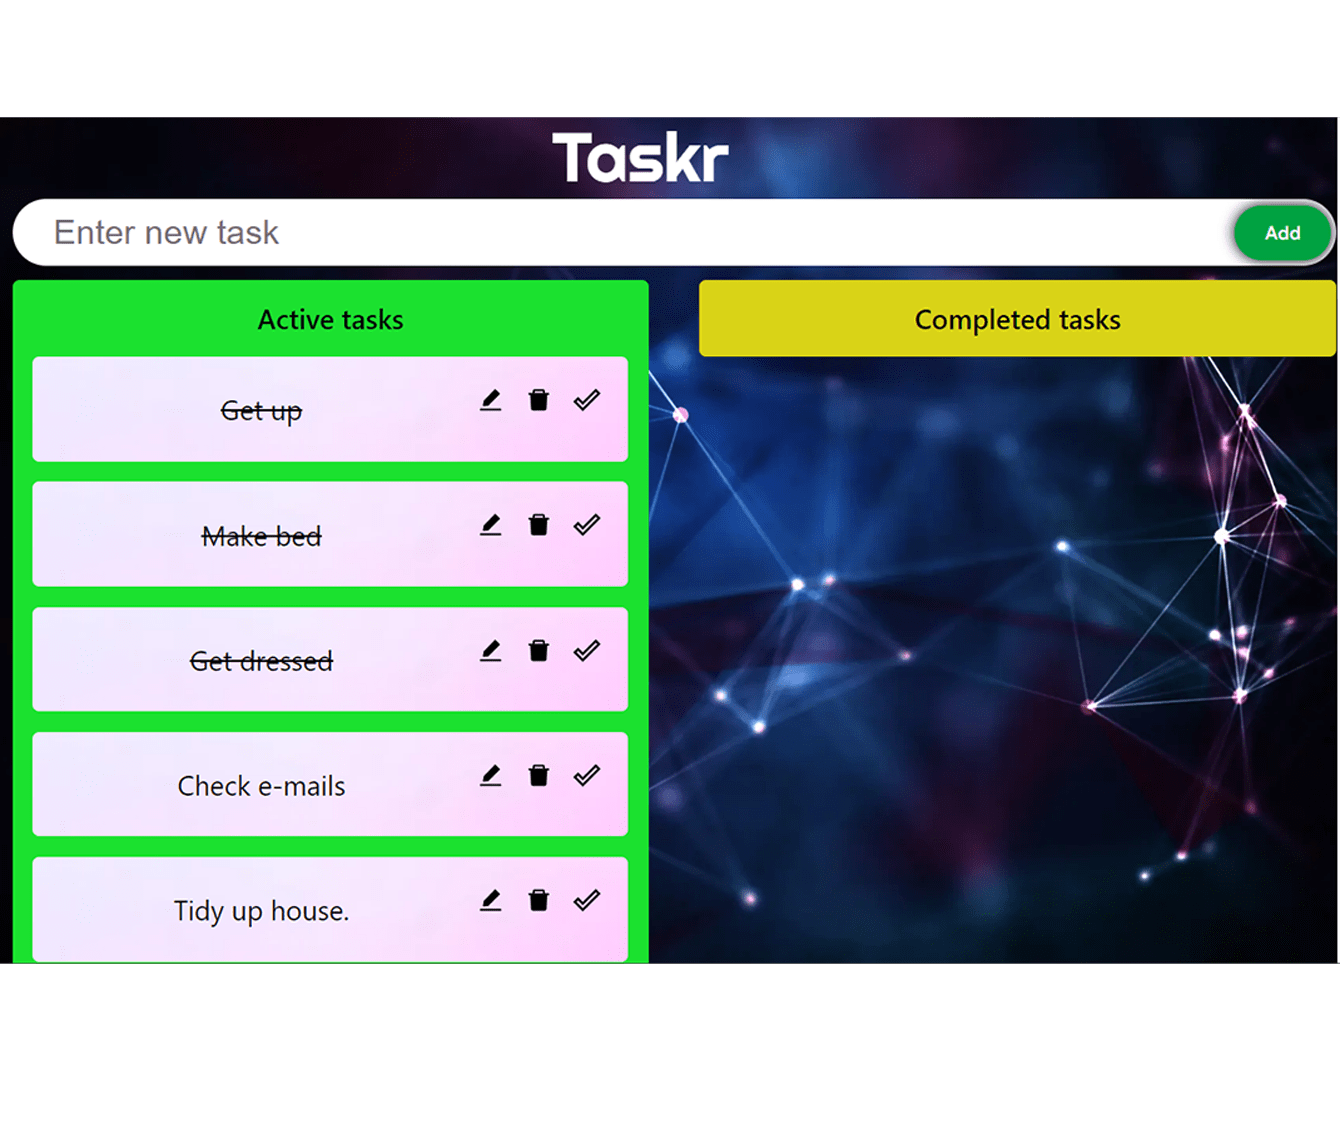 Taskr
Enter new task
Add
Active tasks
Completed tasks
Get up
Make bed
Get dressed
Check e-mails
Tidy up house.